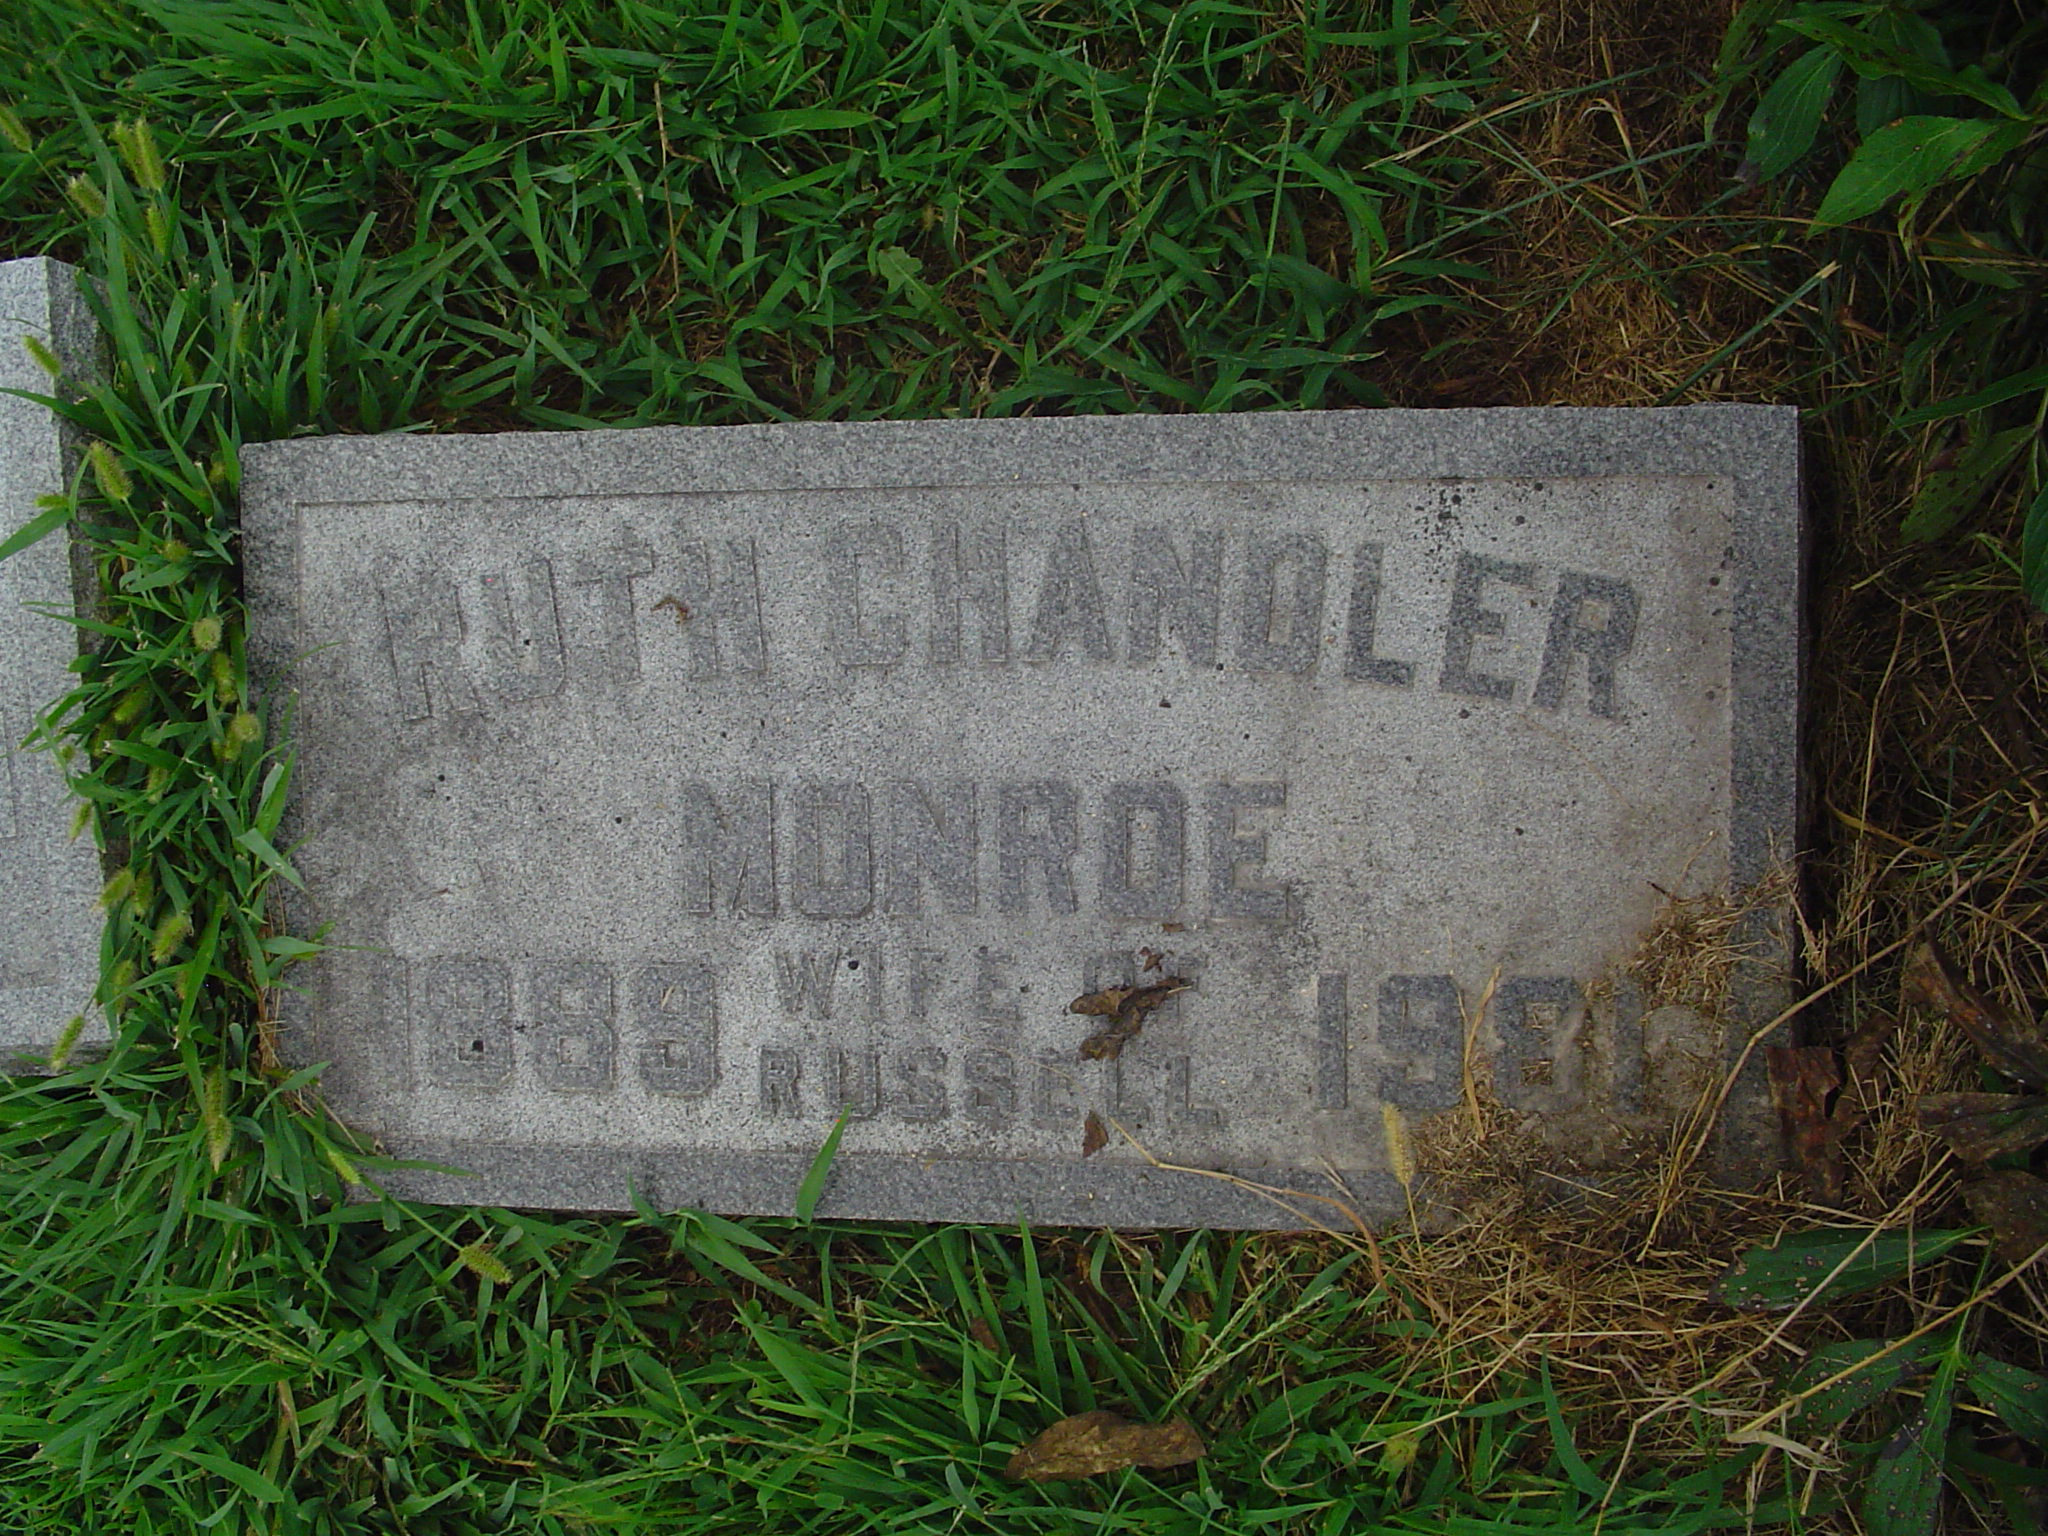 RUTH CHANDLER
MONROE
1889 WIFE OF 1981
RUSSELL